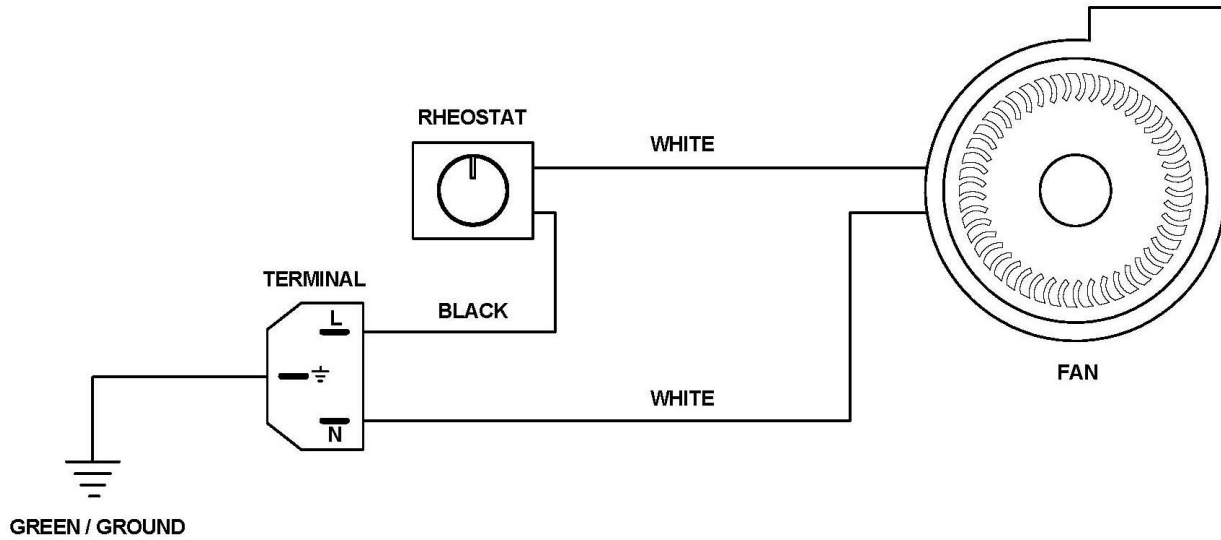 RHEOSTAT
WHITE
TERMINAL
L
BLACK
FAN
WHITE
N
GREEN / GROUND